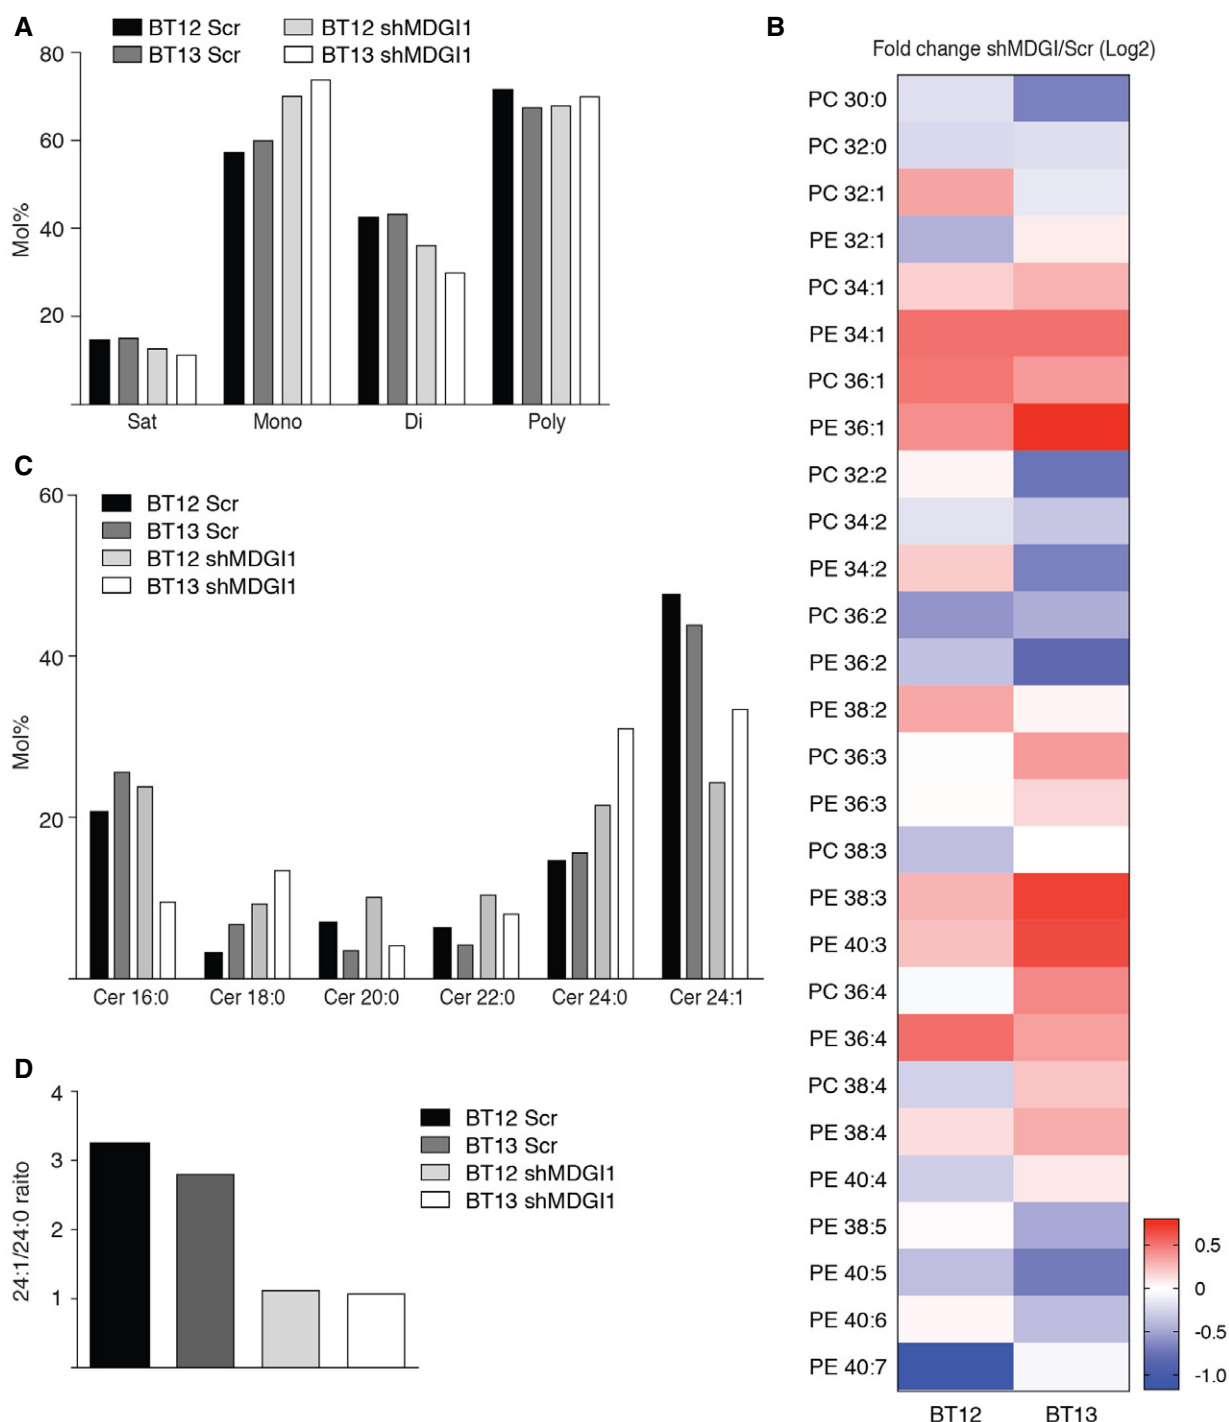 A
BT12 Scr
BT12 shMDGI1
BT13 Scr
BT13 shMDGI1
80
60
40
20
Mol%
Sat
Mono
Di
Poly
B
Fold change shMDGI/Scr (Log2)
PC 30:0
PC 32:0
PC 32:1
PE 32:1
PC 34:1
PE 34:1
PC 36:1
PE 36:1
PC 32:2
PC 34:2
PE 34:2
PC 36:2
PE 36:2
PE 38:2
PC 36:3
PE 36:3
PC 38:3
PE 38:3
PE 40:3
PC 36:4
PE 36:4
PC 38:4
PE 38:4
PE 40:4
PE 38:5
PE 40:5
PE 40:6
PE 40:7
BT12
BT13
0.5
0
-0.5
-1.0
C
BT12 Scr
BT13 Scr
BT12 shMDGI1
BT13 shMDGI1
60
40
20
Mol%
Cer 16:0
Cer 18:0
Cer 20:0
Cer 22:0
Cer 24:0
Cer 24:1
D
4
3
2
1
24:1/24:0 raito
BT12 Scr
BT13 Scr
BT12 shMDGI1
BT13 shMDGI1